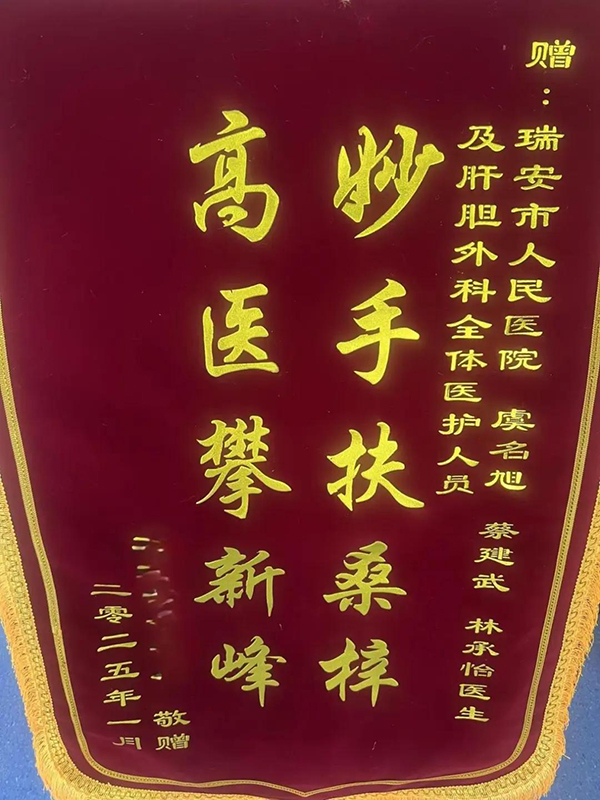 赠：
瑞安市人民医院 虞名旭
蔡建武 林承怡医生
及肝胆外科全体医护人员
妙手扶桑梓
高医攀新峰
敬赠
二零二五年一月